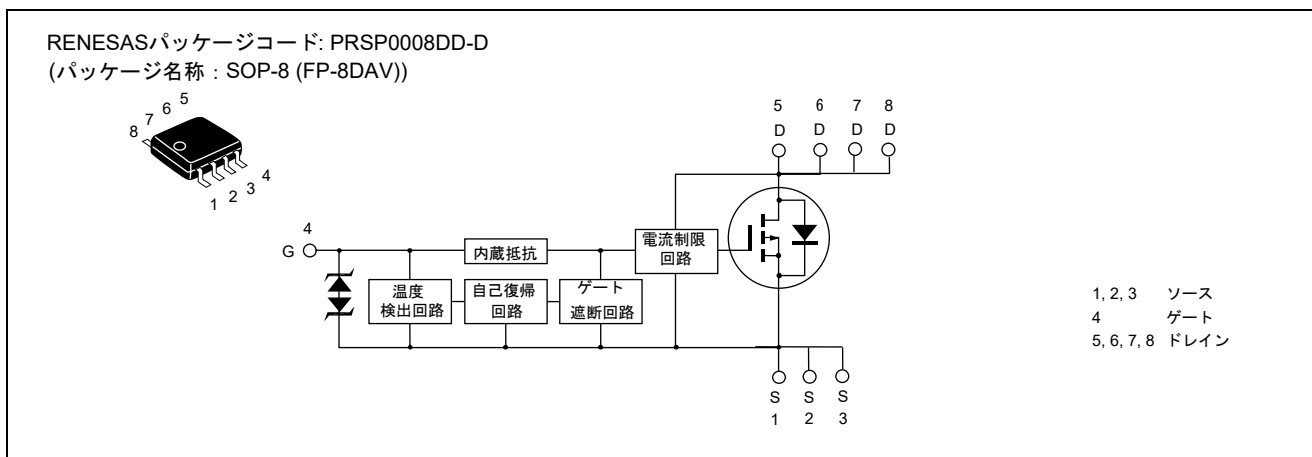 RENESASパッケージコード: PRSP0008DD-D
(パッケージ名称：SOP-8 (FP-8DAV))
8 7 6 5
1 2 3 4
5 6 7 8
D D D D
4
G
内蔵抵抗
電流制限
回路
温度
検出回路
自己復帰
回路
ゲート
遮断回路
S S S
1 2 3
1, 2, 3 ソース
4 ゲート
5, 6, 7, 8 ドレイン